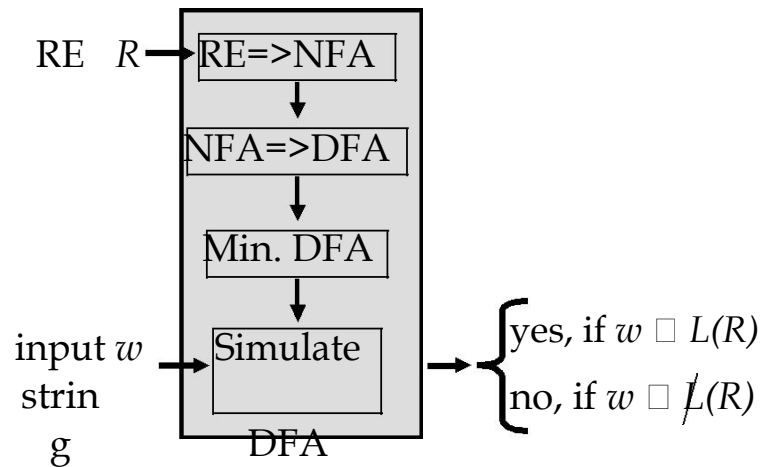 RE R RE=>NFA
NFA=>DFA
Min. DFA
input w Simulate
strin
g
DFA
yes, if w □ L(R)
no, if w □ L(R)